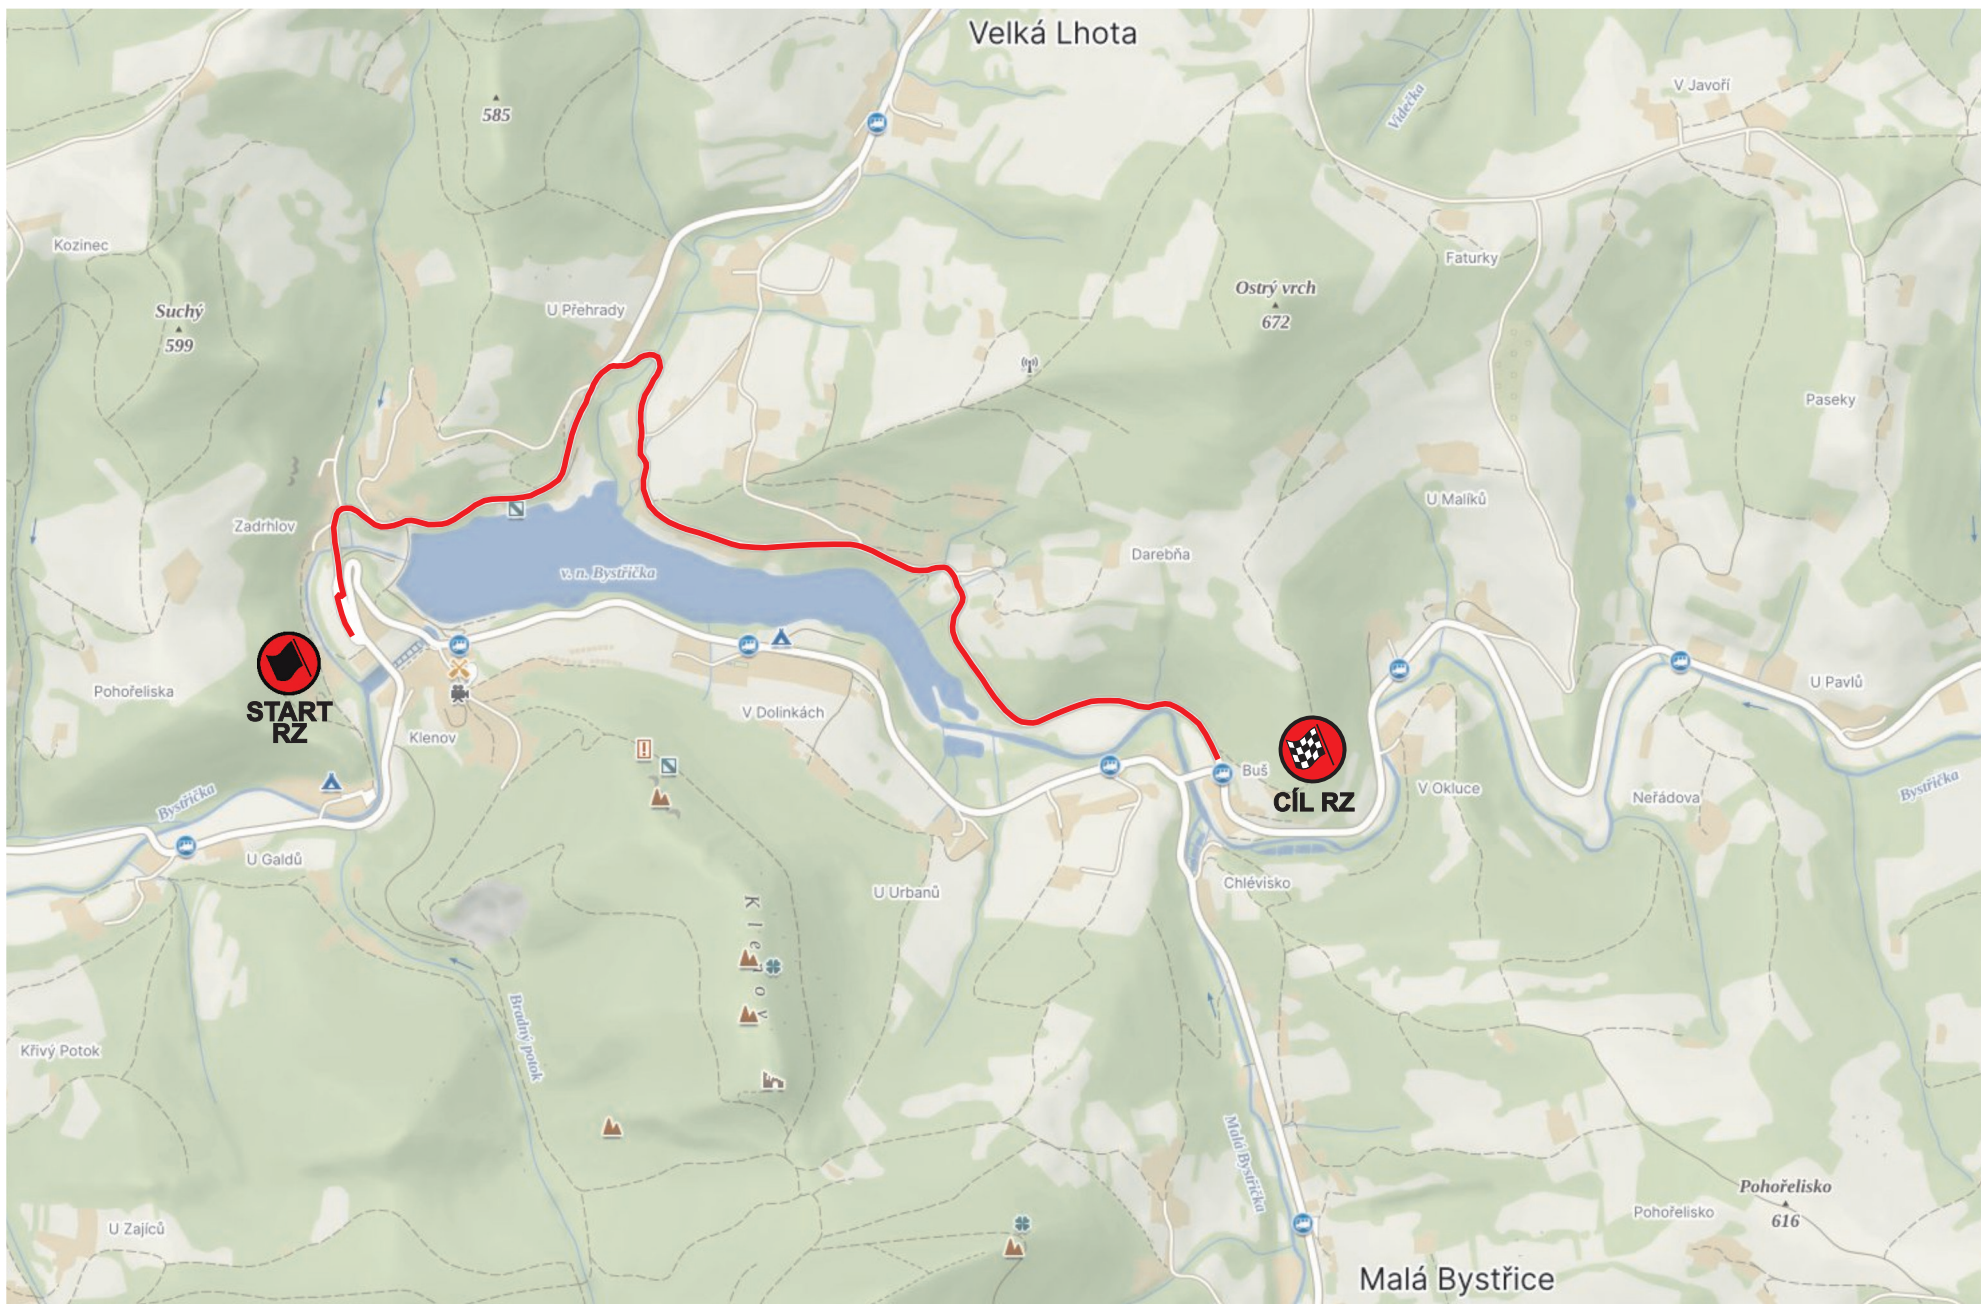 Velká Lhota
V Javoří
Videčka
585
Kozinec
Faturky
Ostrý vrch
672
Suchý
599
U Přehrady
Paseky
U Malíků
Zadrhlov
Darebňa
v. n. Bystřička
START
RZ
Pohořeliska
U Pavlů
V Dolinkách
Klenov
Buš
CÍL RZ
V Okluce
Neřádova
Bystřička
Bystřička
U Galdů
Chlévisko
U Urbanů
Klenov
Bradný potok
Křivý Potok
Malá Bystřička
Pohořelisko
616
Pohořelisko
U Zajíců
Malá Bystřice